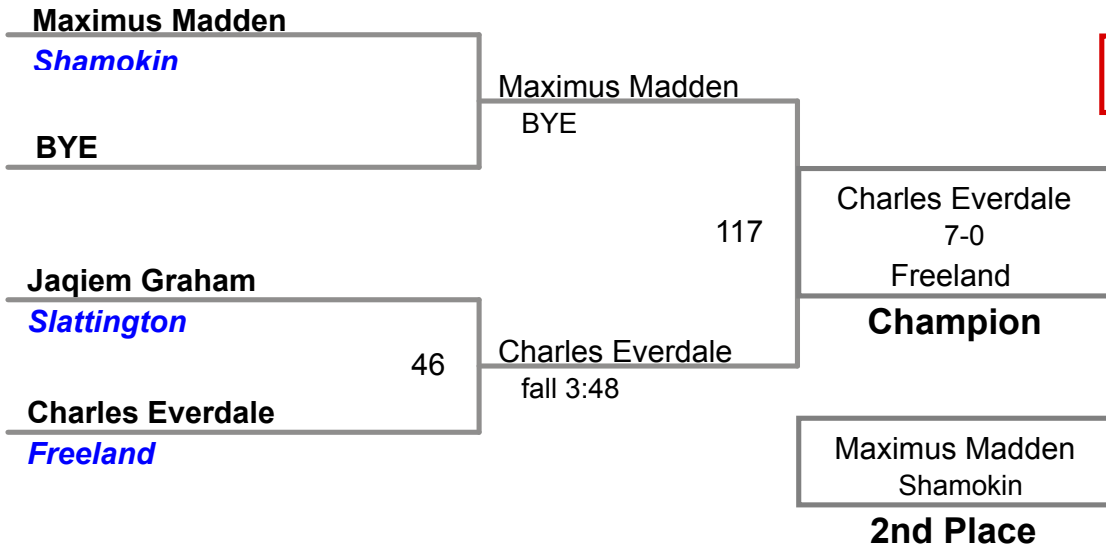 Maximus Madden
Shamokin
BYE
Maximus Madden
BYE
Jaqiem Graham
Slattington
46
Charles Everdale
Freeland
Charles Everdale
fall 3:48
117
Charles Everdale
7-0
Freeland
Champion
Maximus Madden
Shamokin
2nd Place